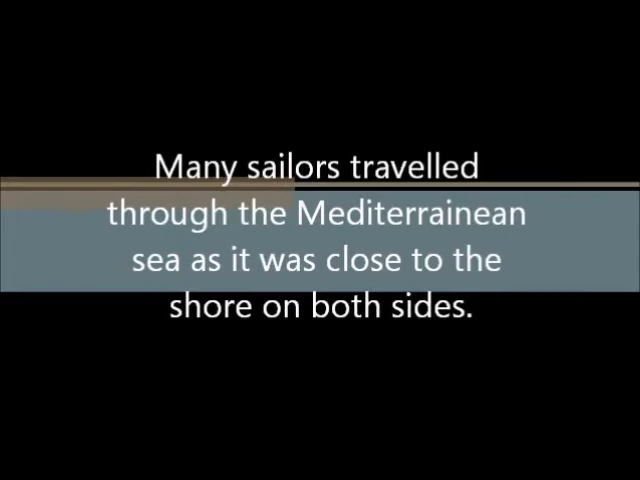 Many sailors travelled
through the Mediterrainean
sea as it was close to the
shore on both sides.